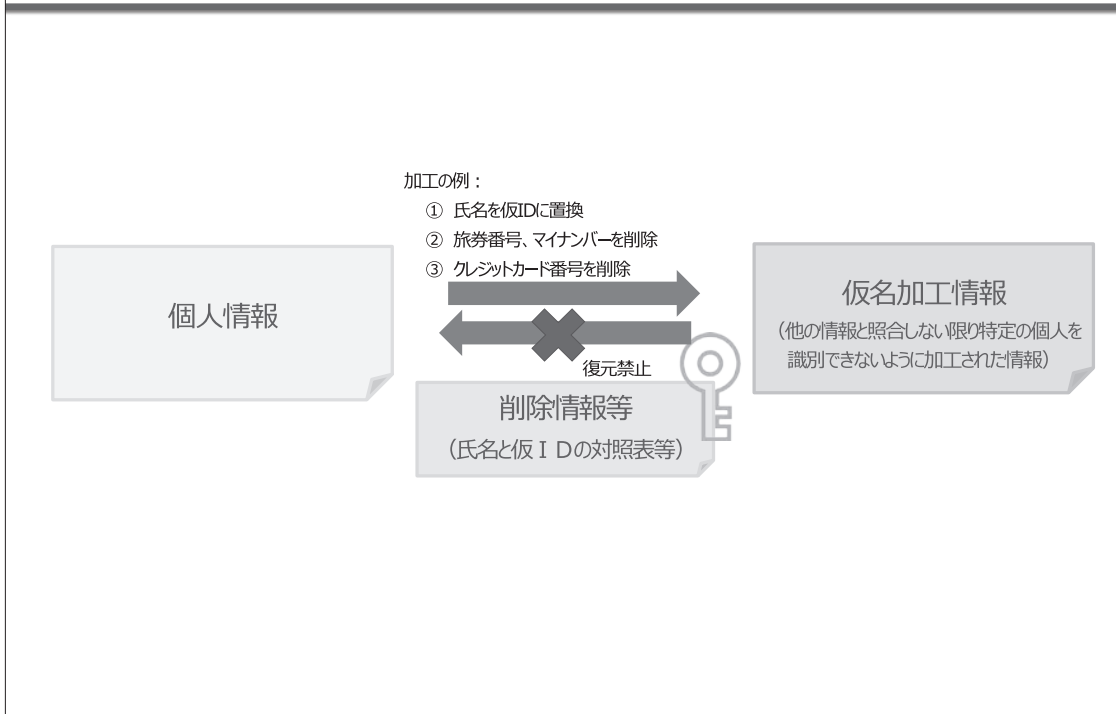 加工の例：
① 氏名を仮IDに置換
② 旅券番号、マイナンバーを削除
③ クレジットカード番号を削除
個人情報
仮名加工情報
（他の情報と照合しない限り特定の個人を
識別できないように加工された情報）
復元禁止
削除情報等
（氏名と仮ＩＤの対照表等）